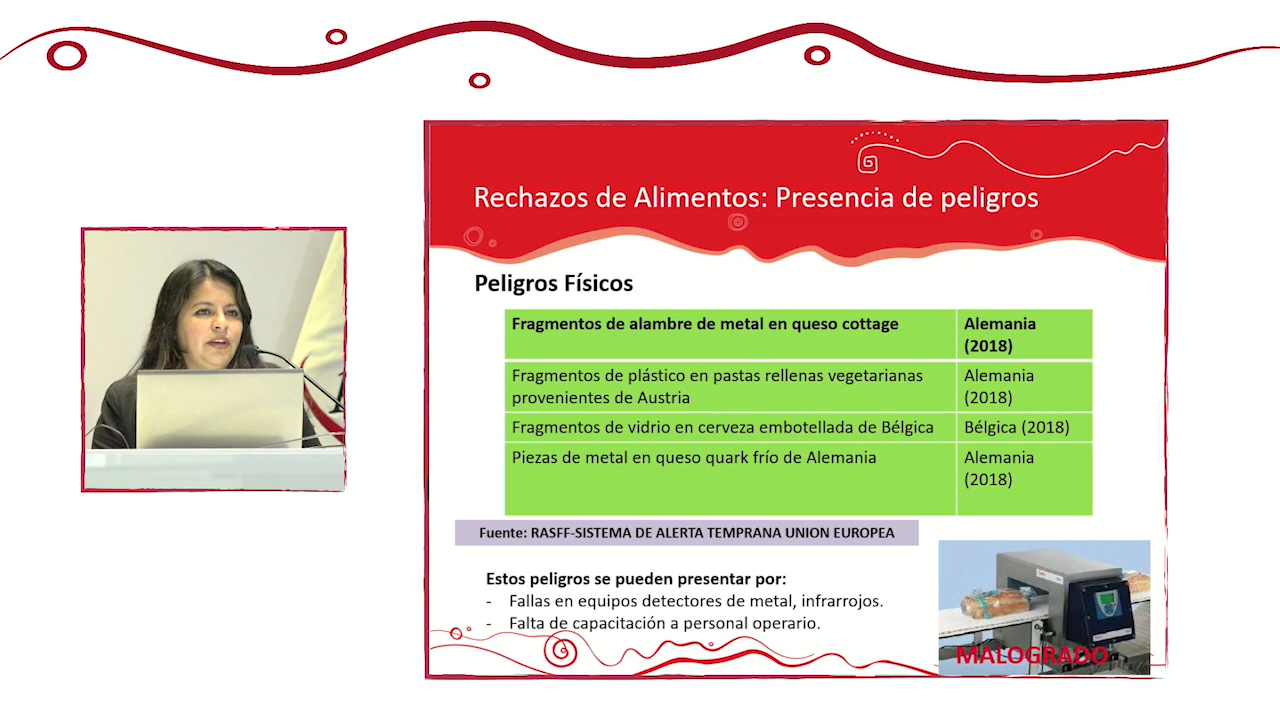 Rechazos de Alimentos: Presencia de peligros
Peligros Físicos
Fragmentos de alambre de metal en queso cottage
Alemania
(2018)
Fragmentos de plástico en pastas rellenas vegetarianas
provenientes de Austria
Alemania
(2018)
Fragmentos de vidrio en cerveza embotellada de Bélgica
Bélgica (2018)
Piezas de metal en queso quark frío de Alemania
Alemania
(2018)
Fuente: RASFF-SISTEMA DE ALERTA TEMPRANA UNION EUROPEA
Estos peligros se pueden presentar por:
- Fallas en equipos detectores de metal, infrarrojos.
- Falta de capacitación a personal operario.
MALOGRADO